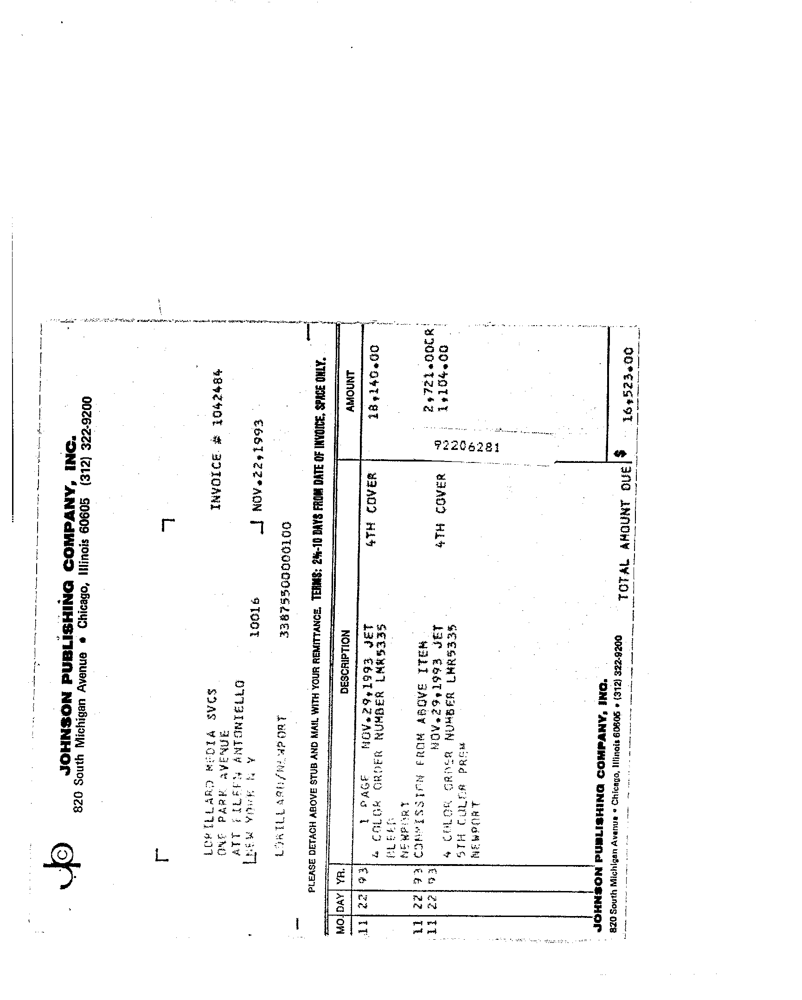 JOHNSON PUBLISHING COMPANY, INC.
820 South Michigan Avenue • Chicago, Illinois 60605 (312) 322-9200
INVOICE # 1042484
LORILLARD MEDIA SVCS
ONE PARK AVENUE
ATT EILEEN ANTONIELLO
NEW YORK N Y 10016 NOV.22,1993
LORILLARD/NEWPORT 33875500000100
PLEASE DETACH ABOVE STUB AND MAIL WITH YOUR REMITTANCE. TERMS: 2%-10 DAYS FROM DATE OF INVOICE. SPACE ONLY.
MO. DAY YR. DESCRIPTION AMOUNT
11 22 93 1 PAGE NOV.29,1993 JET 4TH COVER 18,140.00
4 COLOR ORDER NUMBER LMR5335
BLEED
NEWPORT
11 22 93 COMMISSION FROM ABOVE ITEM 2,721.00CR
11 22 93 NOV.29,1993 JET 4TH COVER 1,104.00
4 COLOR ORDER NUMBER LMR5335
5TH COLOR PREM
NEWPORT
92206281
TOTAL AMOUNT DUE $ 16,523.00
JOHNSON PUBLISHING COMPANY, INC.
820 South Michigan Avenue • Chicago, Illinois 60605 • (312) 322-9200